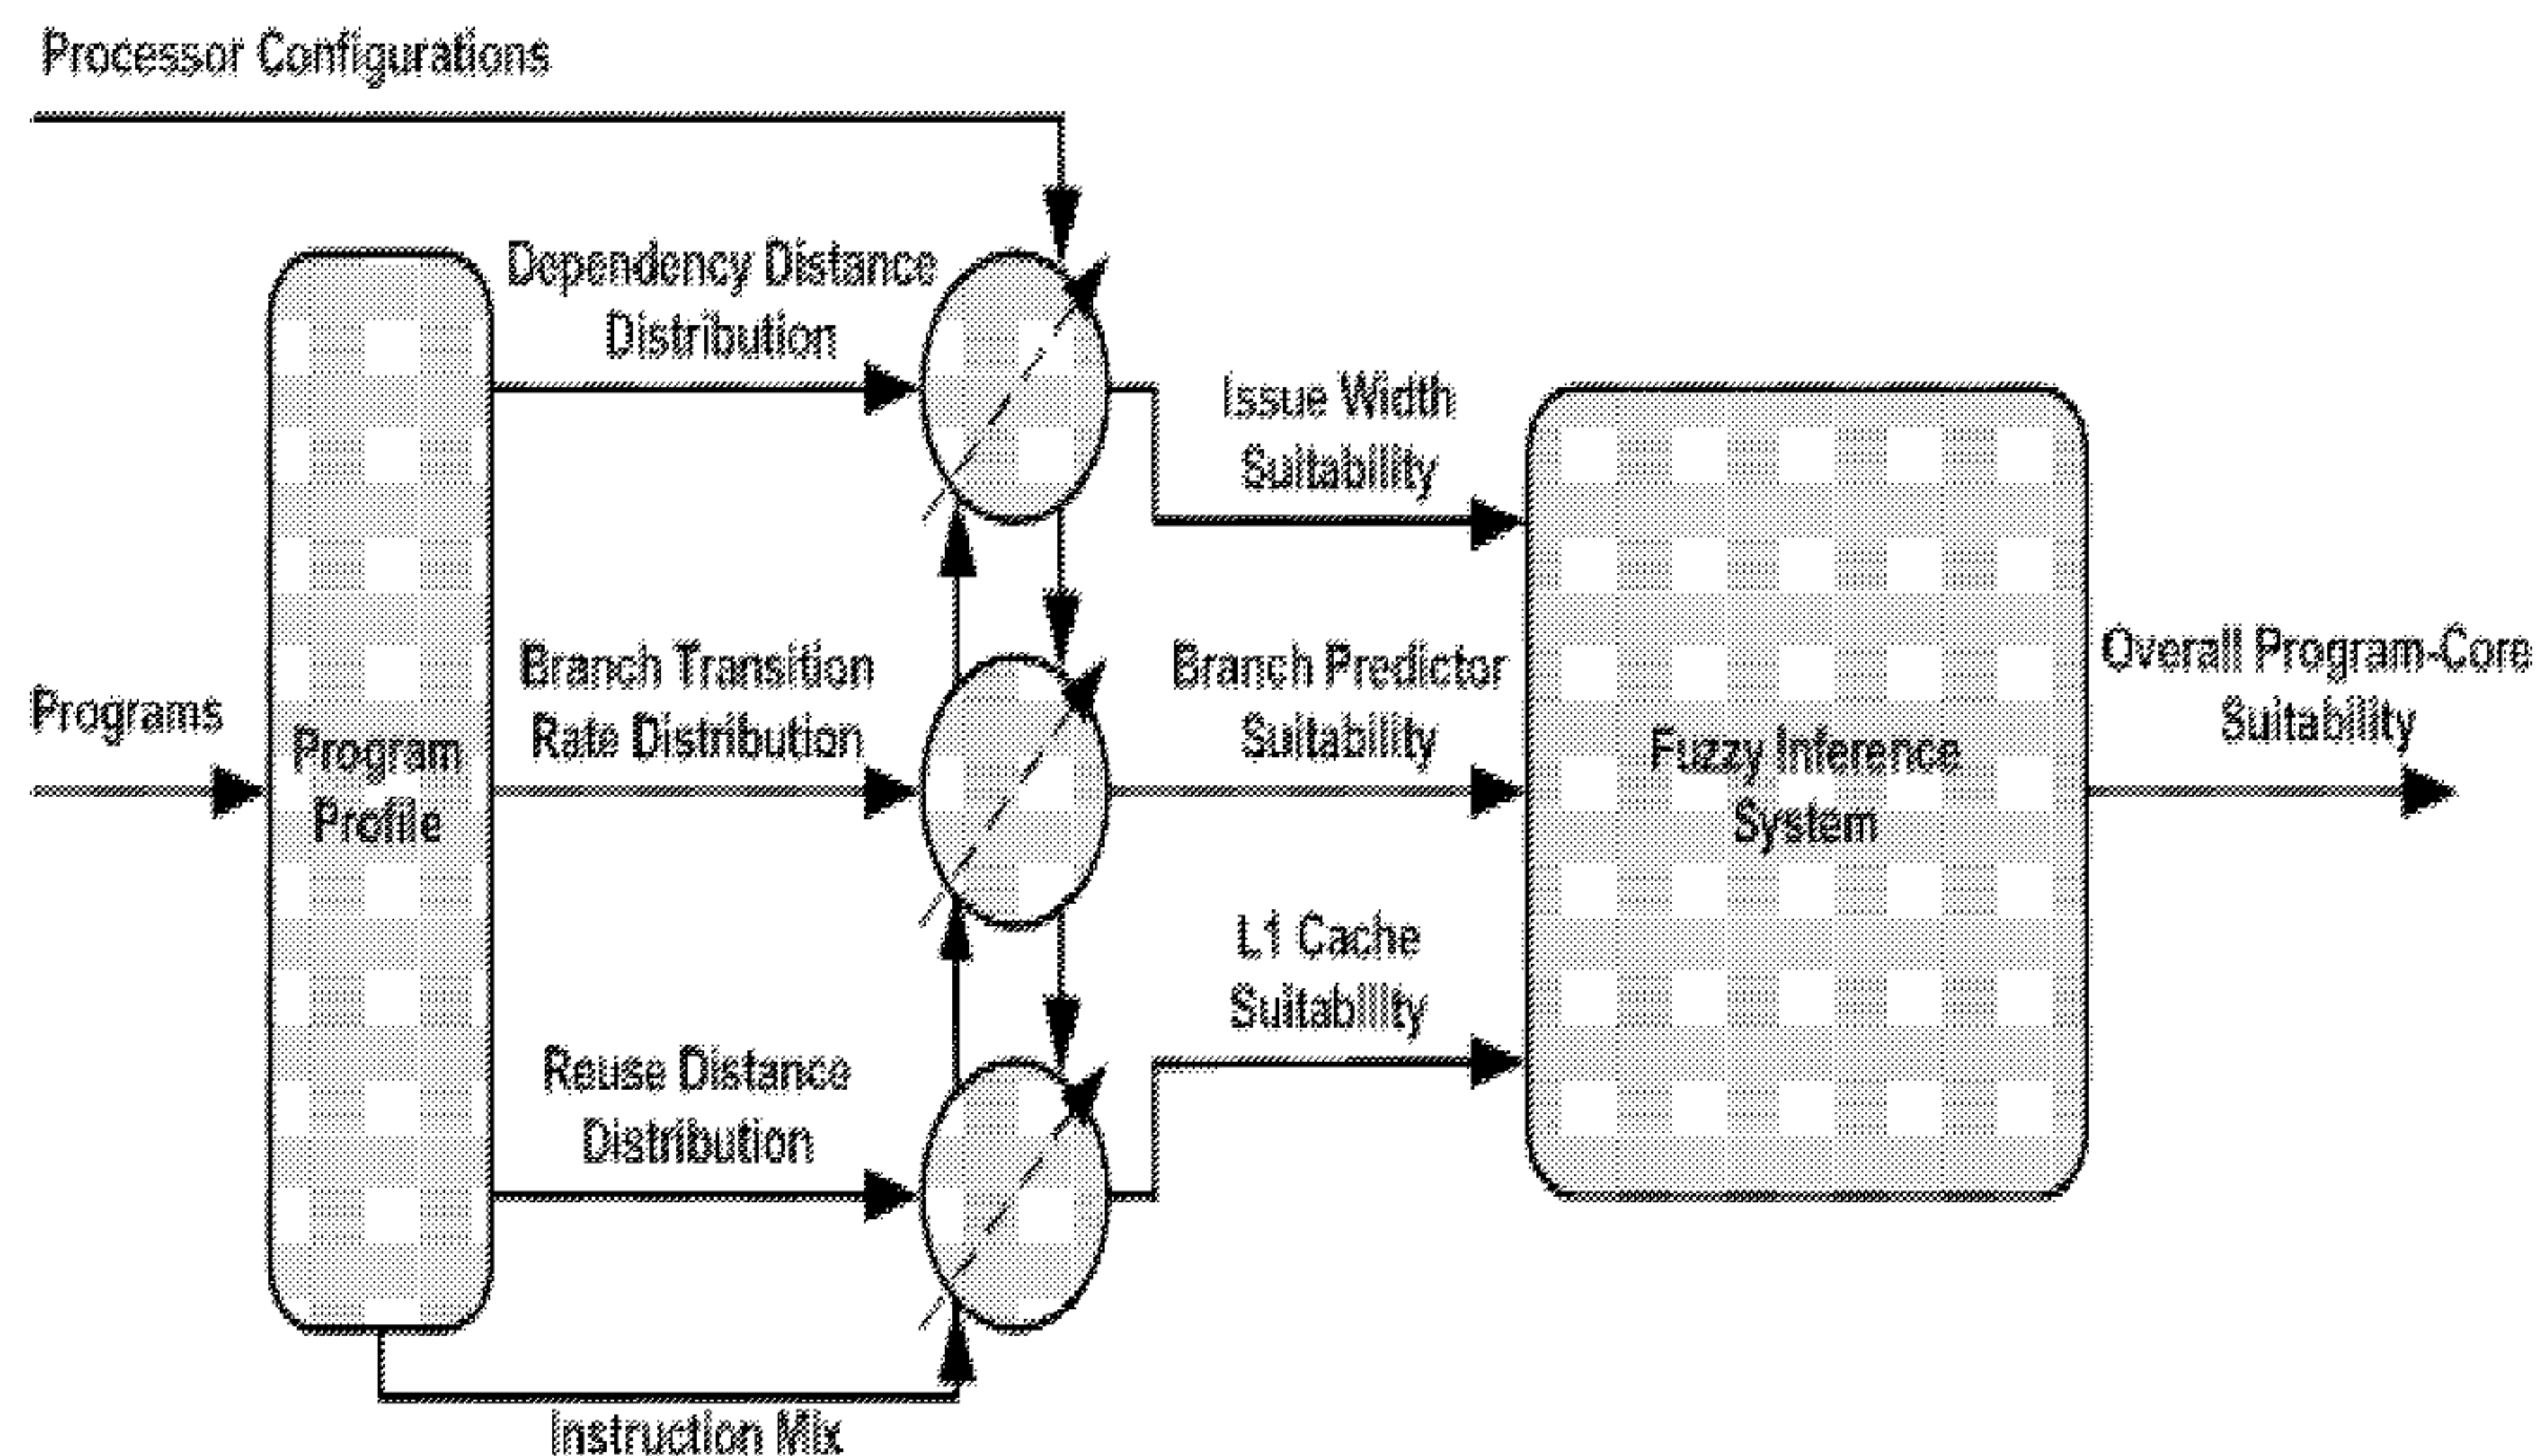 Processor Configurations
Dependency Distance
Distribution
Issue Width
Suitability
Branch Transition
Rate Distribution
Branch Predictor
Suitability
Overall Program-Core
Suitability
Programs
Program
Profile
Fuzzy Inference
System
L1 Cache
Suitability
Reuse Distance
Distribution
Instruction Mix